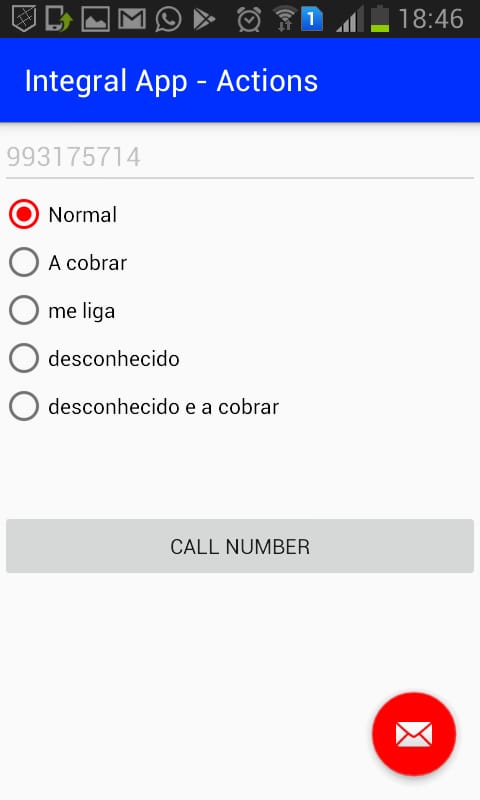 1 18:46
Integral App - Actions
993175714
Normal
A cobrar
me liga
desconhecido
desconhecido e a cobrar
CALL NUMBER